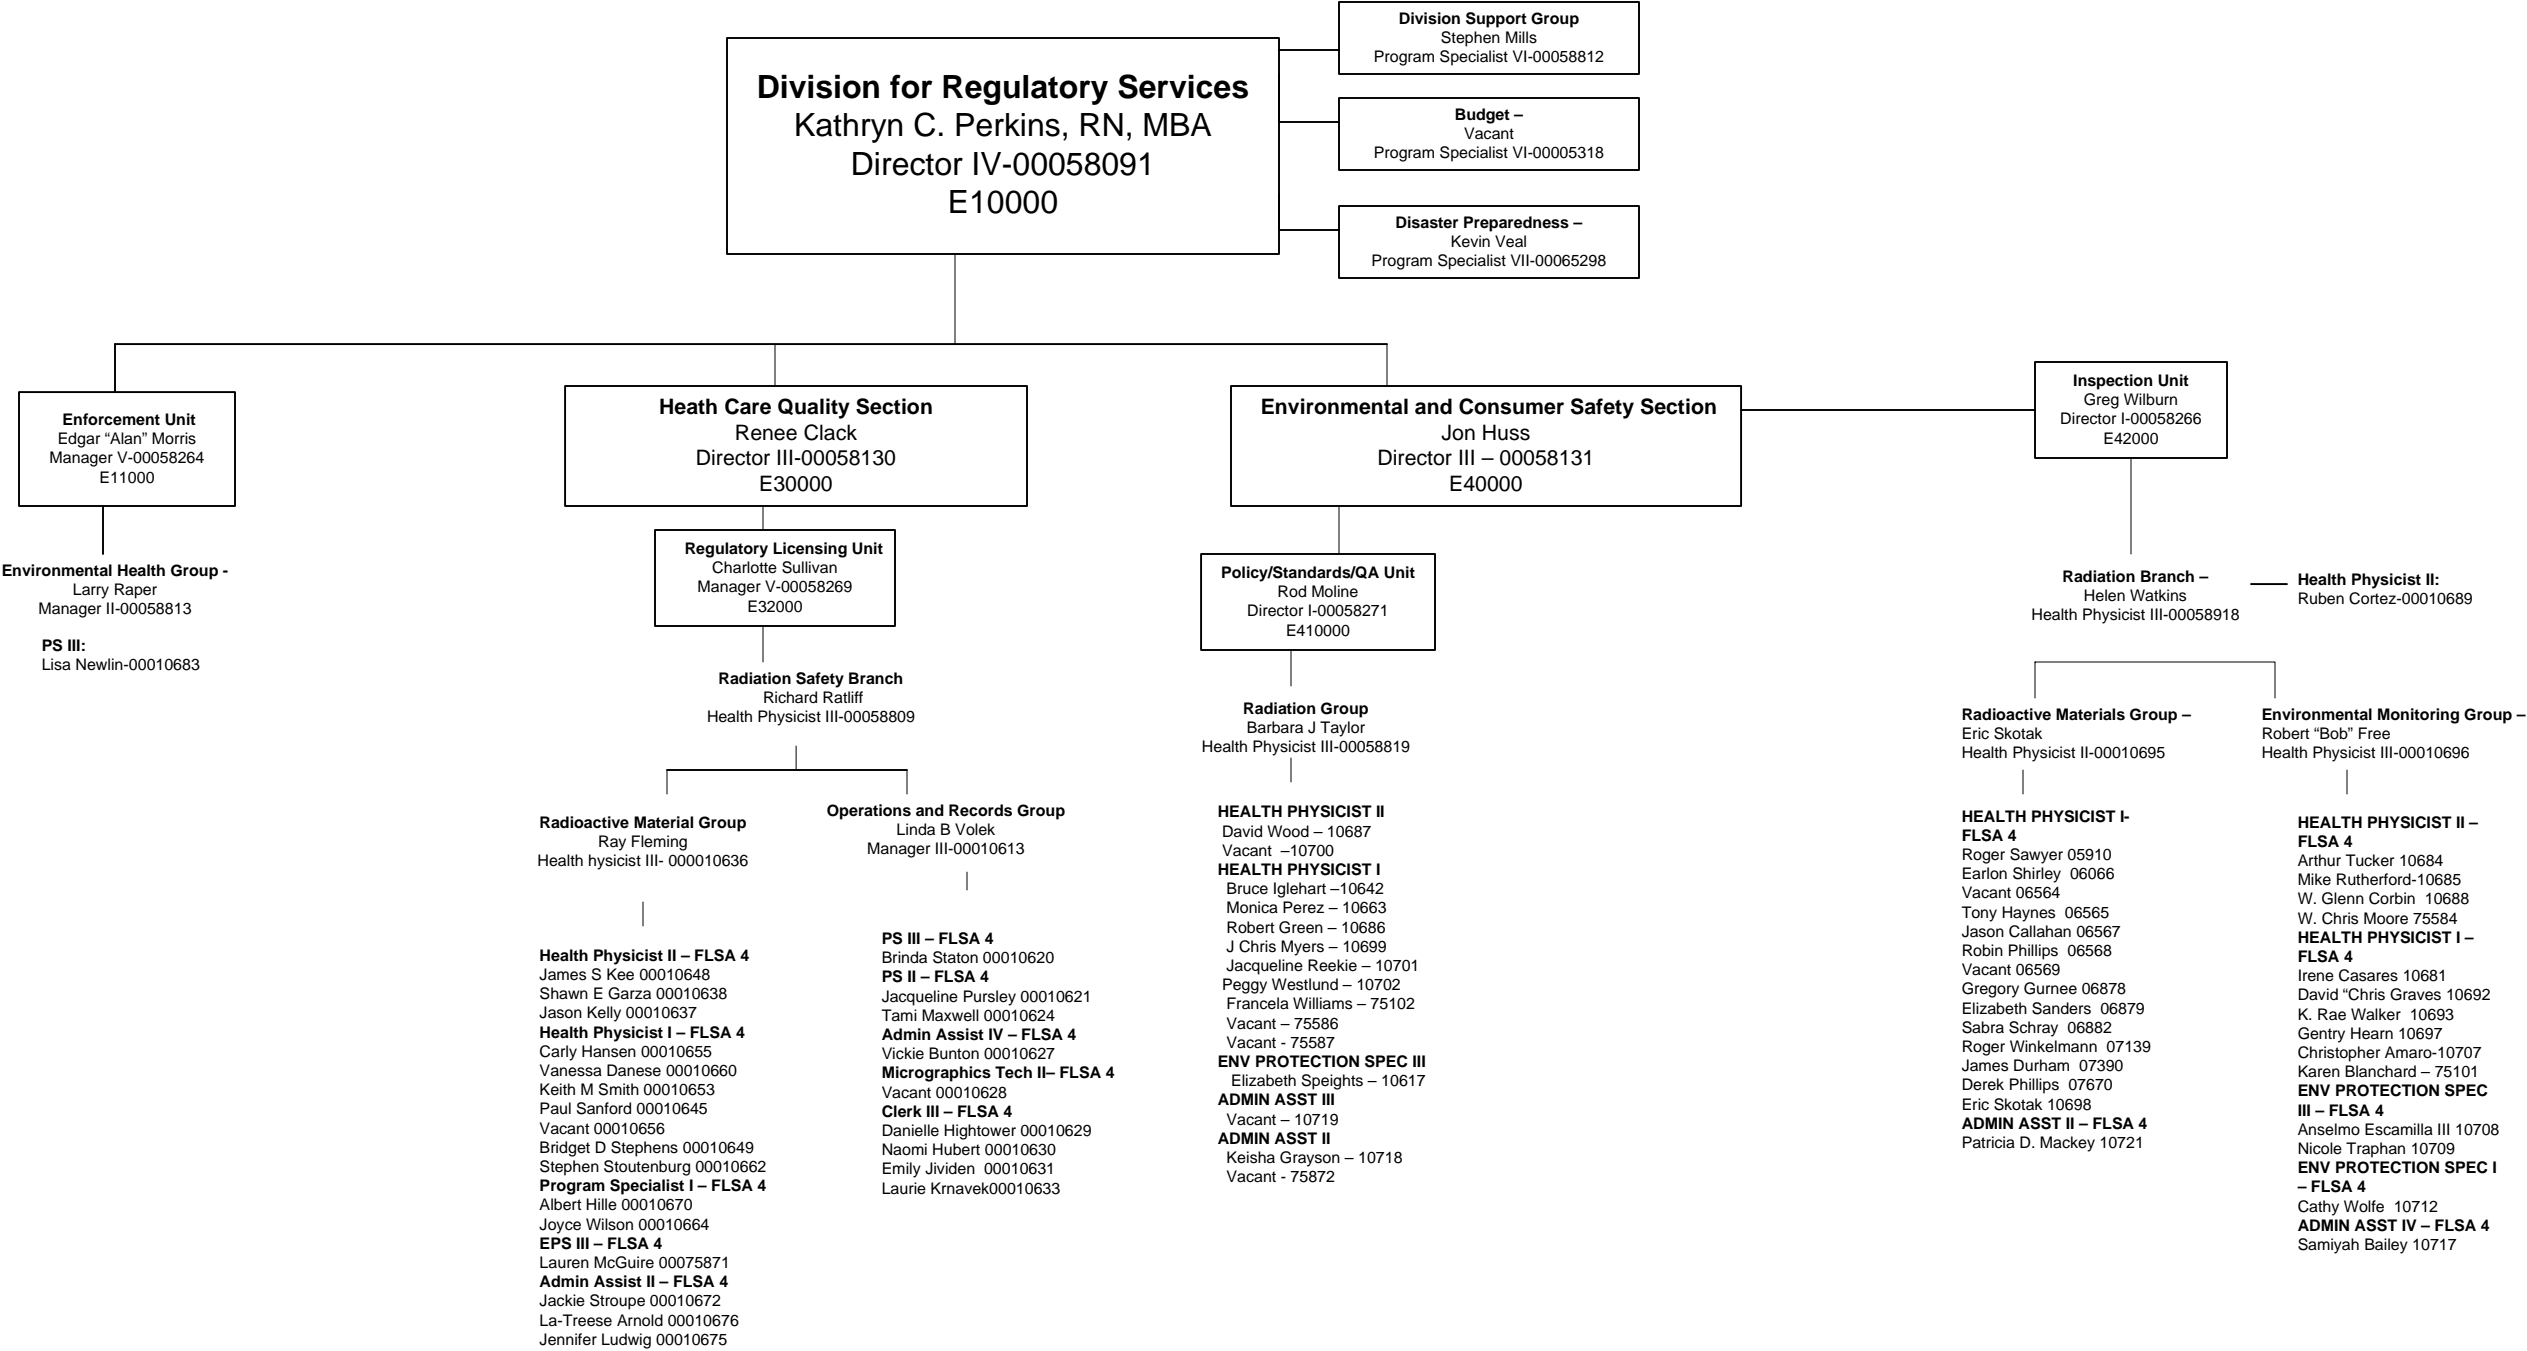 Division Support Group
Stephen Mills
Program Specialist VI-00058812
Division for Regulatory Services
Kathryn C. Perkins, RN, MBA
Director IV-00058091
E10000
Budget –
Vacant
Program Specialist VI-00005318
Disaster Preparedness –
Kevin Veal
Program Specialist VII-00065298
Enforcement Unit
Edgar “Alan” Morris
Manager V-00058264
E11000
Environmental Health Group -
Larry Raper
Manager II-00058813
PS III:
Lisa Newlin-00010683
Heath Care Quality Section
Renee Clack
Director III-00058130
E30000
Regulatory Licensing Unit
Charlotte Sullivan
Manager V-00058269
E32000
Radiation Safety Branch
Richard Ratliff
Health Physicist III-00058809
Radioactive Material Group
Ray Fleming
Health hysicist III- 000010636
Health Physicist II – FLSA 4
James S Kee 00010648
Shawn E Garza 00010638
Jason Kelly 00010637
Health Physicist I – FLSA 4
Carly Hansen 00010655
Vanessa Danese 00010660
Keith M Smith 00010653
Paul Sanford 00010645
Vacant 00010656
Bridget D Stephens 00010649
Stephen Stoutenburg 00010662
Program Specialist I – FLSA 4
Albert Hille 00010670
Joyce Wilson 00010664
EPS III – FLSA 4
Lauren McGuire 00075871
Admin Assist II – FLSA 4
Jackie Stroupe 00010672
La-Treese Arnold 00010676
Jennifer Ludwig 00010675
Operations and Records Group
Linda B Volek
Manager III-00010613
PS III – FLSA 4
Brinda Staton 00010620
PS II – FLSA 4
Jacqueline Pursley 00010621
Tami Maxwell 00010624
Admin Assist IV – FLSA 4
Vickie Bunton 00010627
Micrographics Tech II– FLSA 4
Vacant 00010628
Clerk III – FLSA 4
Danielle Hightower 00010629
Naomi Hubert 00010630
Emily Jividen  00010631
Laurie Krnavek00010633
Environmental and Consumer Safety Section
Jon Huss
Director III – 00058131
E40000
Policy/Standards/QA Unit
Rod Moline
Director I-00058271
E410000
Radiation Group
Barbara J Taylor
Health Physicist III-00058819
HEALTH PHYSICIST II
David Wood – 10687
Vacant  –10700
HEALTH PHYSICIST I
Bruce Iglehart –10642
Monica Perez – 10663
Robert Green – 10686
J Chris Myers – 10699
Jacqueline Reekie – 10701
Peggy Westlund – 10702
Francela Williams – 75102
Vacant – 75586
Vacant - 75587
ENV PROTECTION SPEC III
Elizabeth Speights – 10617
ADMIN ASST III
Vacant – 10719
ADMIN ASST II
Keisha Grayson – 10718
Vacant - 75872
Inspection Unit
Greg Wilburn
Director I-00058266
E42000
Radiation Branch –
Helen Watkins
Health Physicist III-00058918
Health Physicist II:
Ruben Cortez-00010689
Radioactive Materials Group –
Eric Skotak
Health Physicist II-00010695
HEALTH PHYSICIST I-
FLSA 4
Roger Sawyer 05910
Earlon Shirley  06066
Vacant 06564
Tony Haynes  06565
Jason Callahan 06567
Robin Phillips  06568
Vacant 06569
Gregory Gurnee 06878
Elizabeth Sanders  06879
Sabra Schray  06882
Roger Winkelmann  07139
James Durham  07390
Derek Phillips  07670
Eric Skotak 10698
ADMIN ASST II – FLSA 4
Patricia D. Mackey 10721
Environmental Monitoring Group –
Robert “Bob” Free
Health Physicist III-00010696
HEALTH PHYSICIST II –
FLSA 4
Arthur Tucker 10684
Mike Rutherford-10685
W. Glenn Corbin  10688
W. Chris Moore 75584
HEALTH PHYSICIST I –
FLSA 4
Irene Casares 10681
David “Chris Graves 10692
K. Rae Walker  10693
Gentry Hearn 10697
Christopher Amaro-10707
Karen Blanchard – 75101
ENV PROTECTION SPEC
III – FLSA 4
Anselmo Escamilla III 10708
Nicole Traphan 10709
ENV PROTECTION SPEC I
– FLSA 4
Cathy Wolfe  10712
ADMIN ASST IV – FLSA 4
Samiyah Bailey 10717